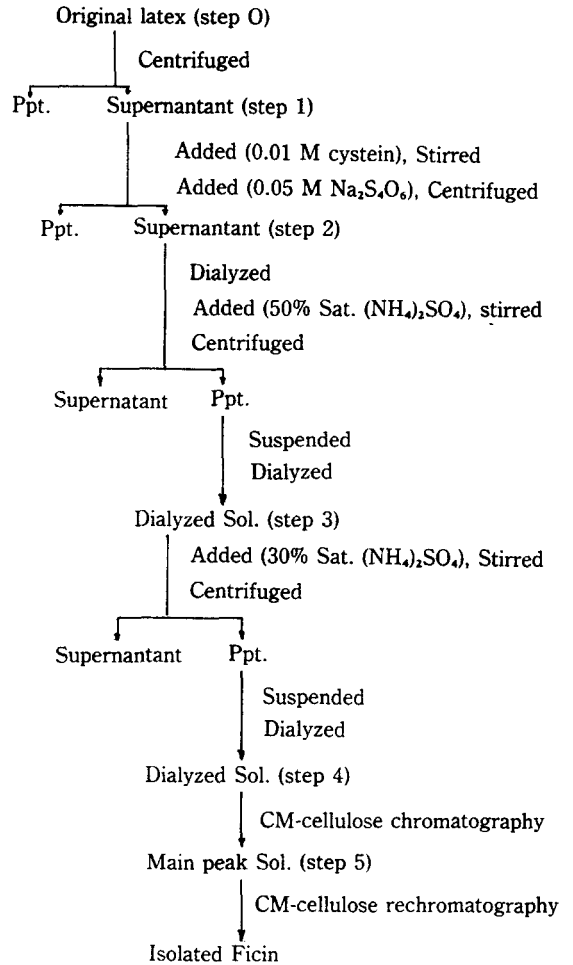 Original latex (step O)
Centrifuged
Ppt. Supernantant (step 1)
Added (0.01 M cystein), Stirred
Added (0.05 M Na₂S₄O₆), Centrifuged
Ppt. Supernantant (step 2)
Dialyzed
Added (50% Sat. (NH₄)₂SO₄), stirred
Centrifuged
Supernatant Ppt.
Suspended
Dialyzed
Dialyzed Sol. (step 3)
Added (30% Sat. (NH₄)₂SO₄), Stirred
Centrifuged
Supernantant Ppt.
Suspended
Dialyzed
Dialyzed Sol. (step 4)
CM-cellulose chromatography
Main peak Sol. (step 5)
CM-cellulose rechromatography
Isolated Ficin